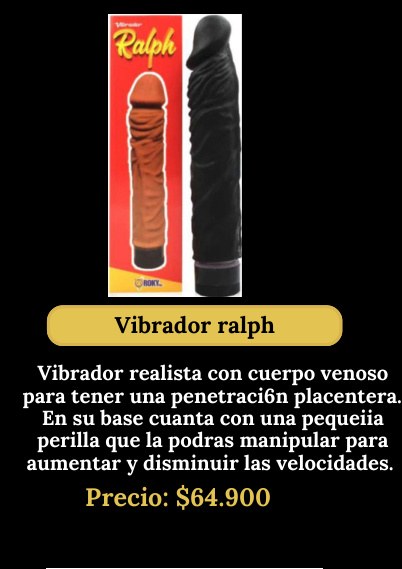 Vibrador
Ralph
ROKY
Vibrador ralph
Vibrador realista con cuerpo venoso
para tener una penetraci6n placentera.
En su base cuanta con una pequeiia
perilla que la podras manipular para
aumentar y disminuir las velocidades.
Precio: $64.900